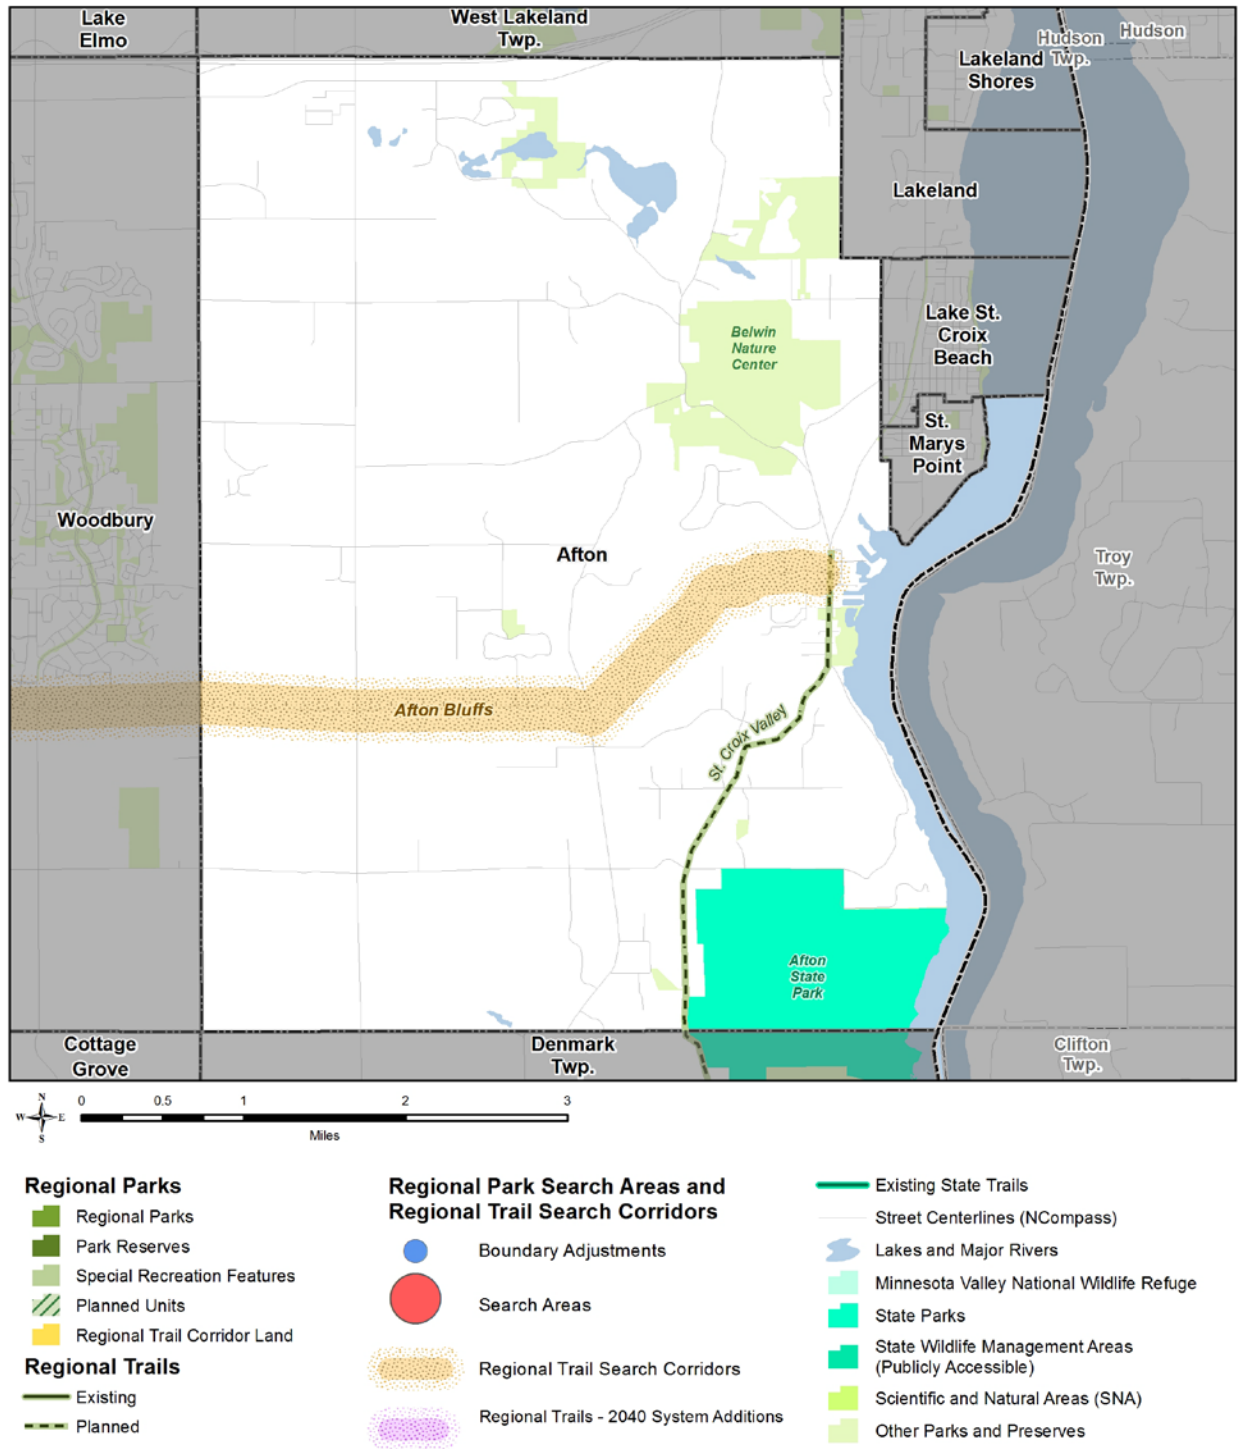 Lake
Elmo
West Lakeland
Twp.
Hudson
Twp.
Hudson
Lakeland
Shores
Lakeland
Lake St.
Croix
Beach
Belwin
Nature
Center
St.
Marys
Point
Woodbury
Afton
Troy
Twp.
Afton Bluffs
St. Croix Valley
Afton
State
Park
Cottage
Grove
Denmark
Twp.
Clifton
Twp.
N
W E
S
0 0.5 1 2 3
Miles
Regional Parks
Regional Parks
Park Reserves
Special Recreation Features
Planned Units
Regional Trail Corridor Land
Regional Trails
Existing
Planned
Regional Park Search Areas and
Regional Trail Search Corridors
Boundary Adjustments
Search Areas
Regional Trail Search Corridors
Regional Trails - 2040 System Additions
Existing State Trails
Street Centerlines (NCompass)
Lakes and Major Rivers
Minnesota Valley National Wildlife Refuge
State Parks
State Wildlife Management Areas
(Publicly Accessible)
Scientific and Natural Areas (SNA)
Other Parks and Preserves